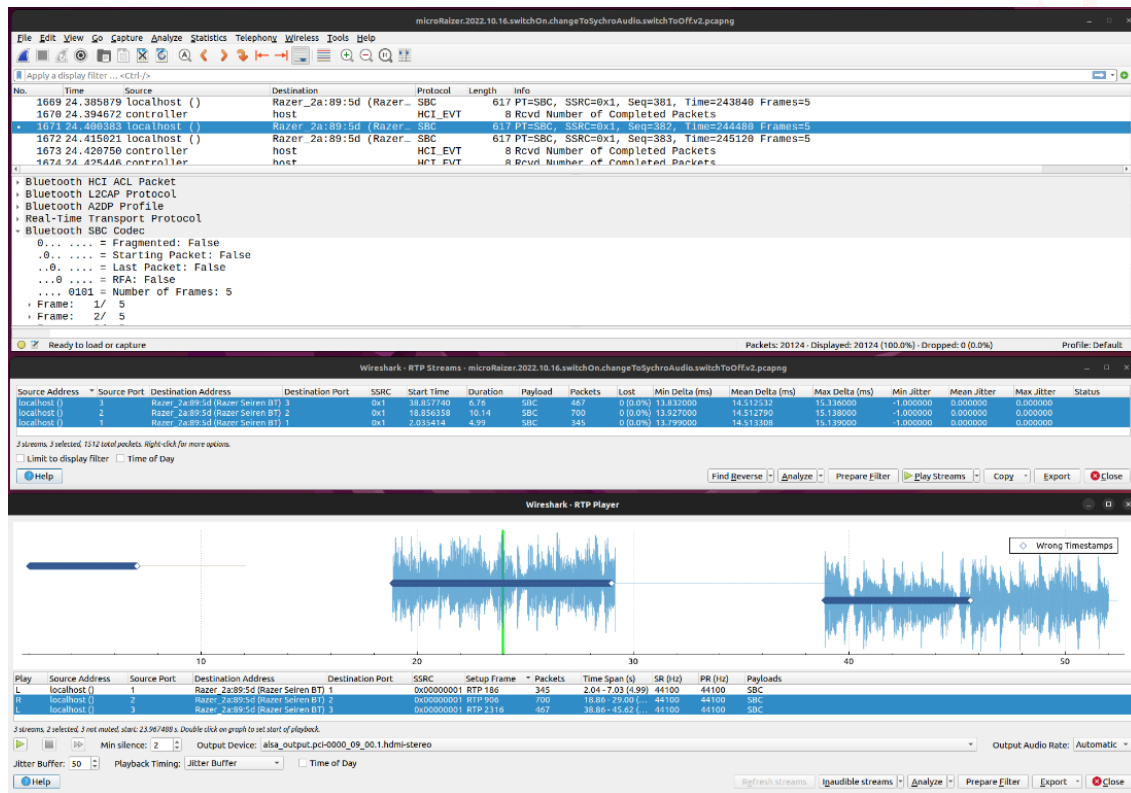 microRaizer.2022.10.16.switchOn.changeToSychroAudio.switchToOff.v2.pcapng
File Edit View Go Capture Analyze Statistics Telephony Wireless Tools Help
Apply a display filter ... <Ctrl-/>
No. Time Source Destination Protocol Length Info
1669 24.385879 localhost () Razer_2a:89:5d (Razer_… SBC 617 PT=SBC, SSRC=0x1, Seq=381, Time=243840 Frames=5
1670 24.394672 controller host HCI_EVT 8 Rcvd Number of Completed Packets
1671 24.400383 localhost () Razer_2a:89:5d (Razer_… SBC 617 PT=SBC, SSRC=0x1, Seq=382, Time=244480 Frames=5
1672 24.415021 localhost () Razer_2a:89:5d (Razer_… SBC 617 PT=SBC, SSRC=0x1, Seq=383, Time=245120 Frames=5
1673 24.420750 controller host HCI_EVT 8 Rcvd Number of Completed Packets
1674 24.425446 controller host HCI_EVT 8 Rcvd Number of Completed Packets
Bluetooth HCI ACL Packet
Bluetooth L2CAP Protocol
Bluetooth A2DP Profile
Real-Time Transport Protocol
Bluetooth SBC Codec
0... .... = Fragmented: False
.0.. .... = Starting Packet: False
..0. .... = Last Packet: False
...0 .... = RFA: False
.... 0101 = Number of Frames: 5
Frame: 1/ 5
Frame: 2/ 5
Ready to load or capture Packets: 20124 · Displayed: 20124 (100.0%) · Dropped: 0 (0.0%) Profile: Default
Wireshark · RTP Streams · microRaizer.2022.10.16.switchOn.changeToSychroAudio.switchToOff.v2.pcapng
Source Address Source Port Destination Address Destination Port SSRC Start Time Duration Payload Packets Lost Min Delta (ms) Mean Delta (ms) Max Delta (ms) Min Jitter Mean Jitter Max Jitter Status
localhost () 3 Razer_2a:89:5d (Razer Seiren BT) 3 0x1 38.857740 6.76 SBC 467 0 (0.0%) 13.832000 14.512532 15.336000 -1.000000 0.000000 0.000000
localhost () 2 Razer_2a:89:5d (Razer Seiren BT) 2 0x1 18.856358 10.14 SBC 700 0 (0.0%) 13.927000 14.512790 15.138000 -1.000000 0.000000 0.000000
localhost () 1 Razer_2a:89:5d (Razer Seiren BT) 1 0x1 2.035414 4.99 SBC 345 0 (0.0%) 13.799000 14.513308 15.139000 -1.000000 0.000000 0.000000
3 streams, 3 selected, 1512 total packets. Right-click for more options.
Limit to display filter Time of Day
Help Find Reverse Analyze Prepare Filter Play Streams Copy Export Close
Wireshark · RTP Player
Wrong Timestamps
10 20 30 40 50
Play Source Address Source Port Destination Address Destination Port SSRC Setup Frame Packets Time Span (s) SR (Hz) PR (Hz) Payloads
L localhost () 1 Razer_2a:89:5d (Razer Seiren BT) 1 0x00000001 RTP 186 345 2.04 - 7.03 (4.99) 44100 44100 SBC
R localhost () 2 Razer_2a:89:5d (Razer Seiren BT) 2 0x00000001 RTP 906 700 18.86 - 29.00 (… 44100 44100 SBC
L localhost () 3 Razer_2a:89:5d (Razer Seiren BT) 3 0x00000001 RTP 2316 467 38.86 - 45.62 (… 44100 44100 SBC
3 streams, 2 selected, 3 not muted, start: 23.967488 s. Double click on graph to set start of playback.
Min silence: 2 Output Device: alsa_output.pci-0000_09_00.1.hdmi-stereo Output Audio Rate: Automatic
Jitter Buffer: 50 Playback Timing: Jitter Buffer Time of Day
Help Refresh streams Inaudible streams Analyze Prepare Filter Export Close